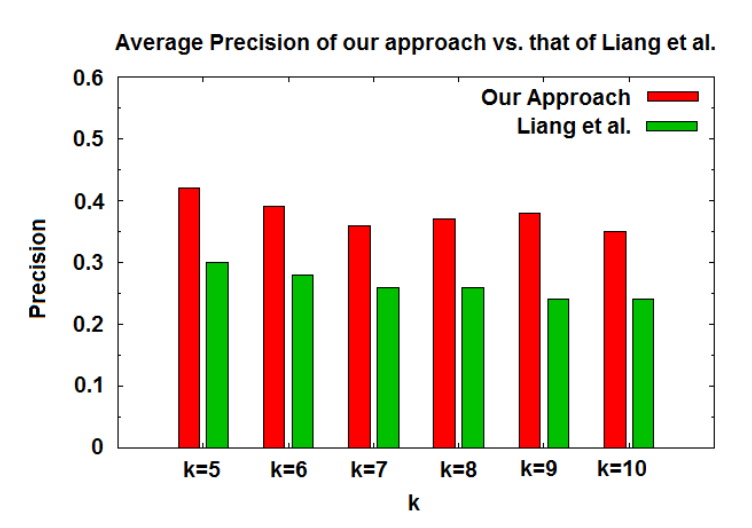 Average Precision of our approach vs. that of Liang et al.
0.6
Our Approach
Liang et al.
0.5
0.4
0.3
0.2
0.1
0
Precision
k=5 k=6 k=7 k=8 k=9 k=10
k